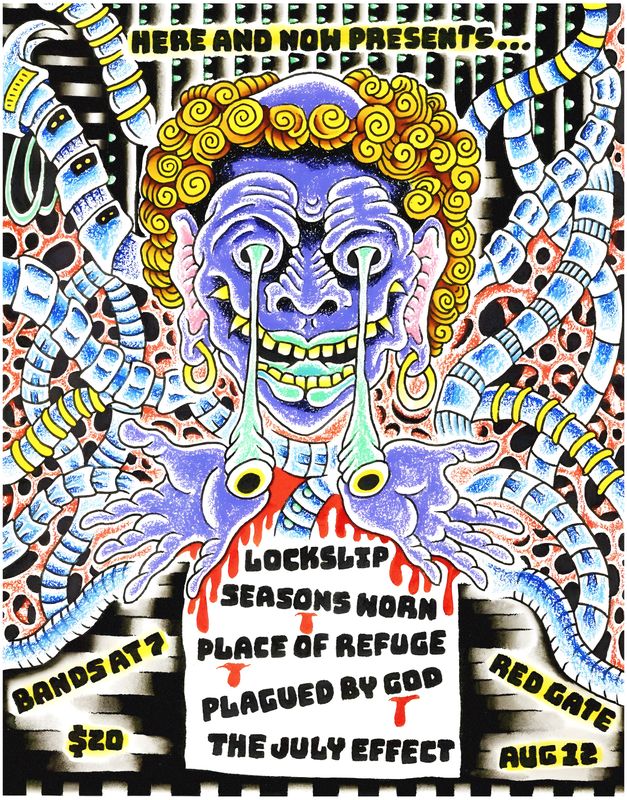 HERE AND NOW PRESENTS...
LOCKSLIP
SEASONS WORN
PLACE OF REFUGE
PLAGUED BY GOD
THE JULY EFFECT
BANDS AT 7
$20
RED GATE
AUG 12